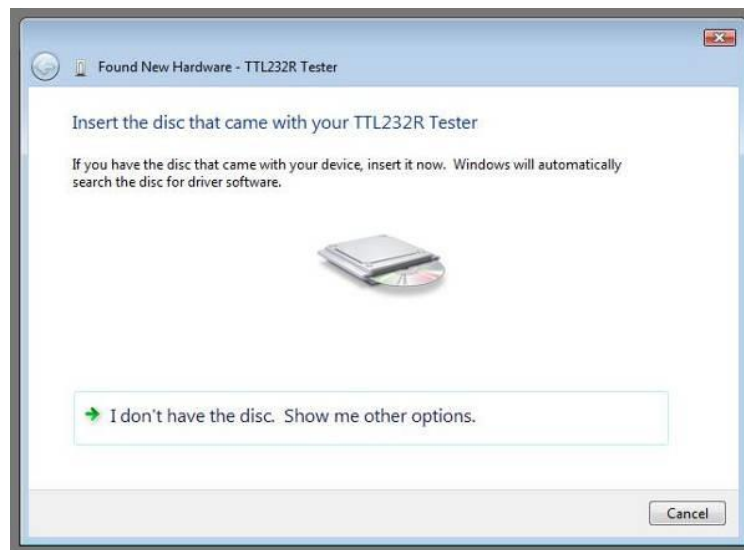 Found New Hardware - TTL232R Tester
Insert the disc that came with your TTL232R Tester
If you have the disc that came with your device, insert it now.  Windows will automatically
search the disc for driver software.
I don't have the disc.  Show me other options.
Cancel